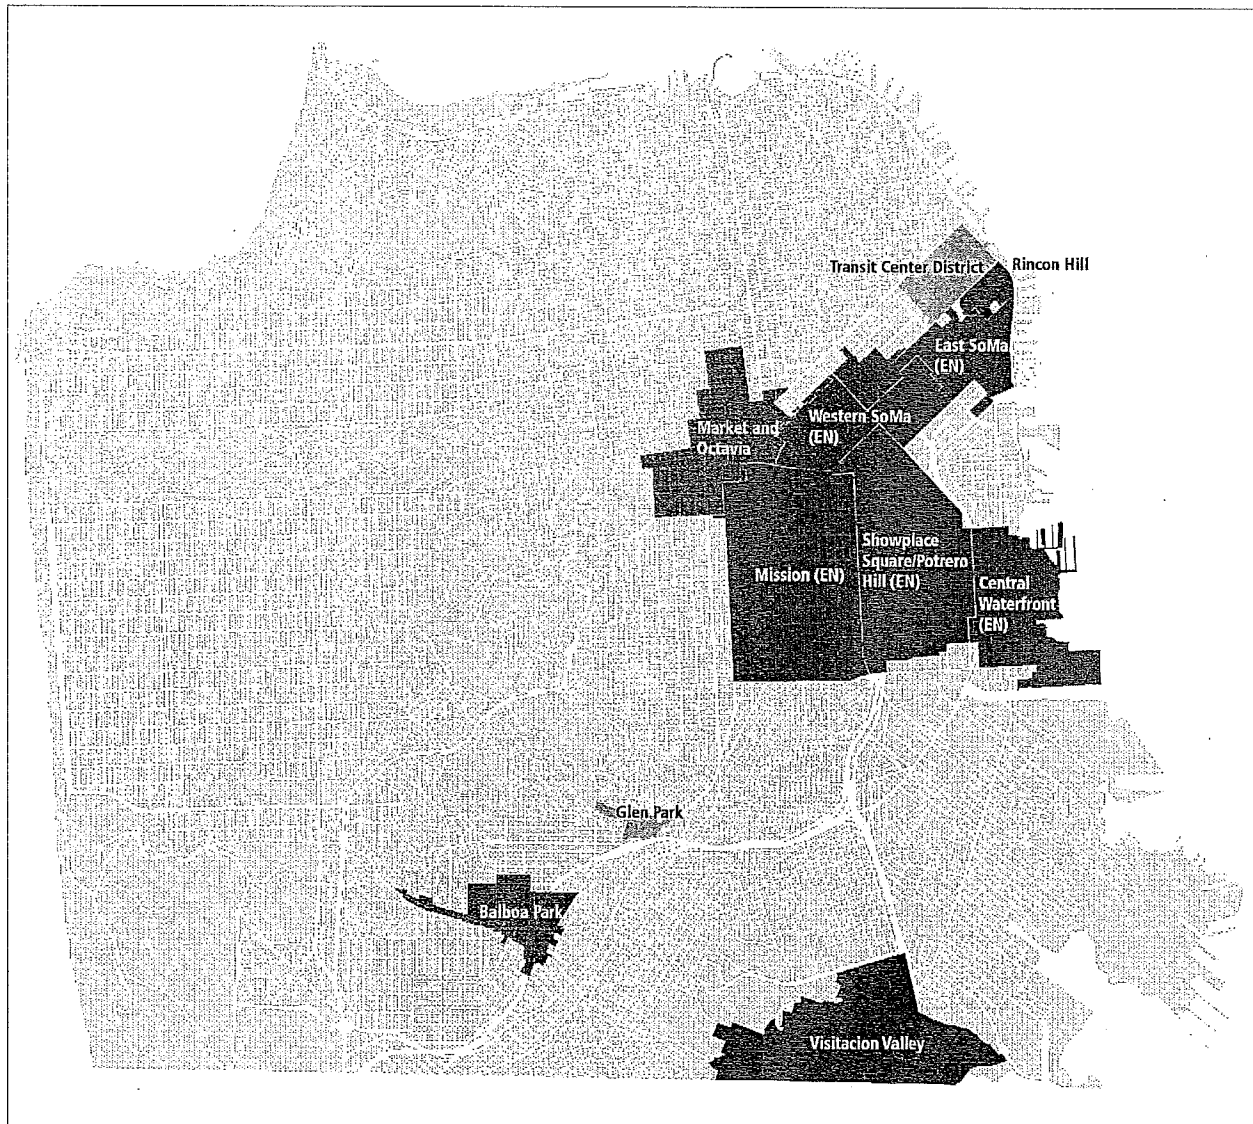 Transit Center District
Rincon Hill
East SoMa
(EN)
Western SoMa
(EN)
Market and
Octavia
Showplace
Square/Potrero
Hill (EN)
Mission (EN)
Central
Waterfront
(EN)
Glen Park
Balboa Park
Visitacion Valley